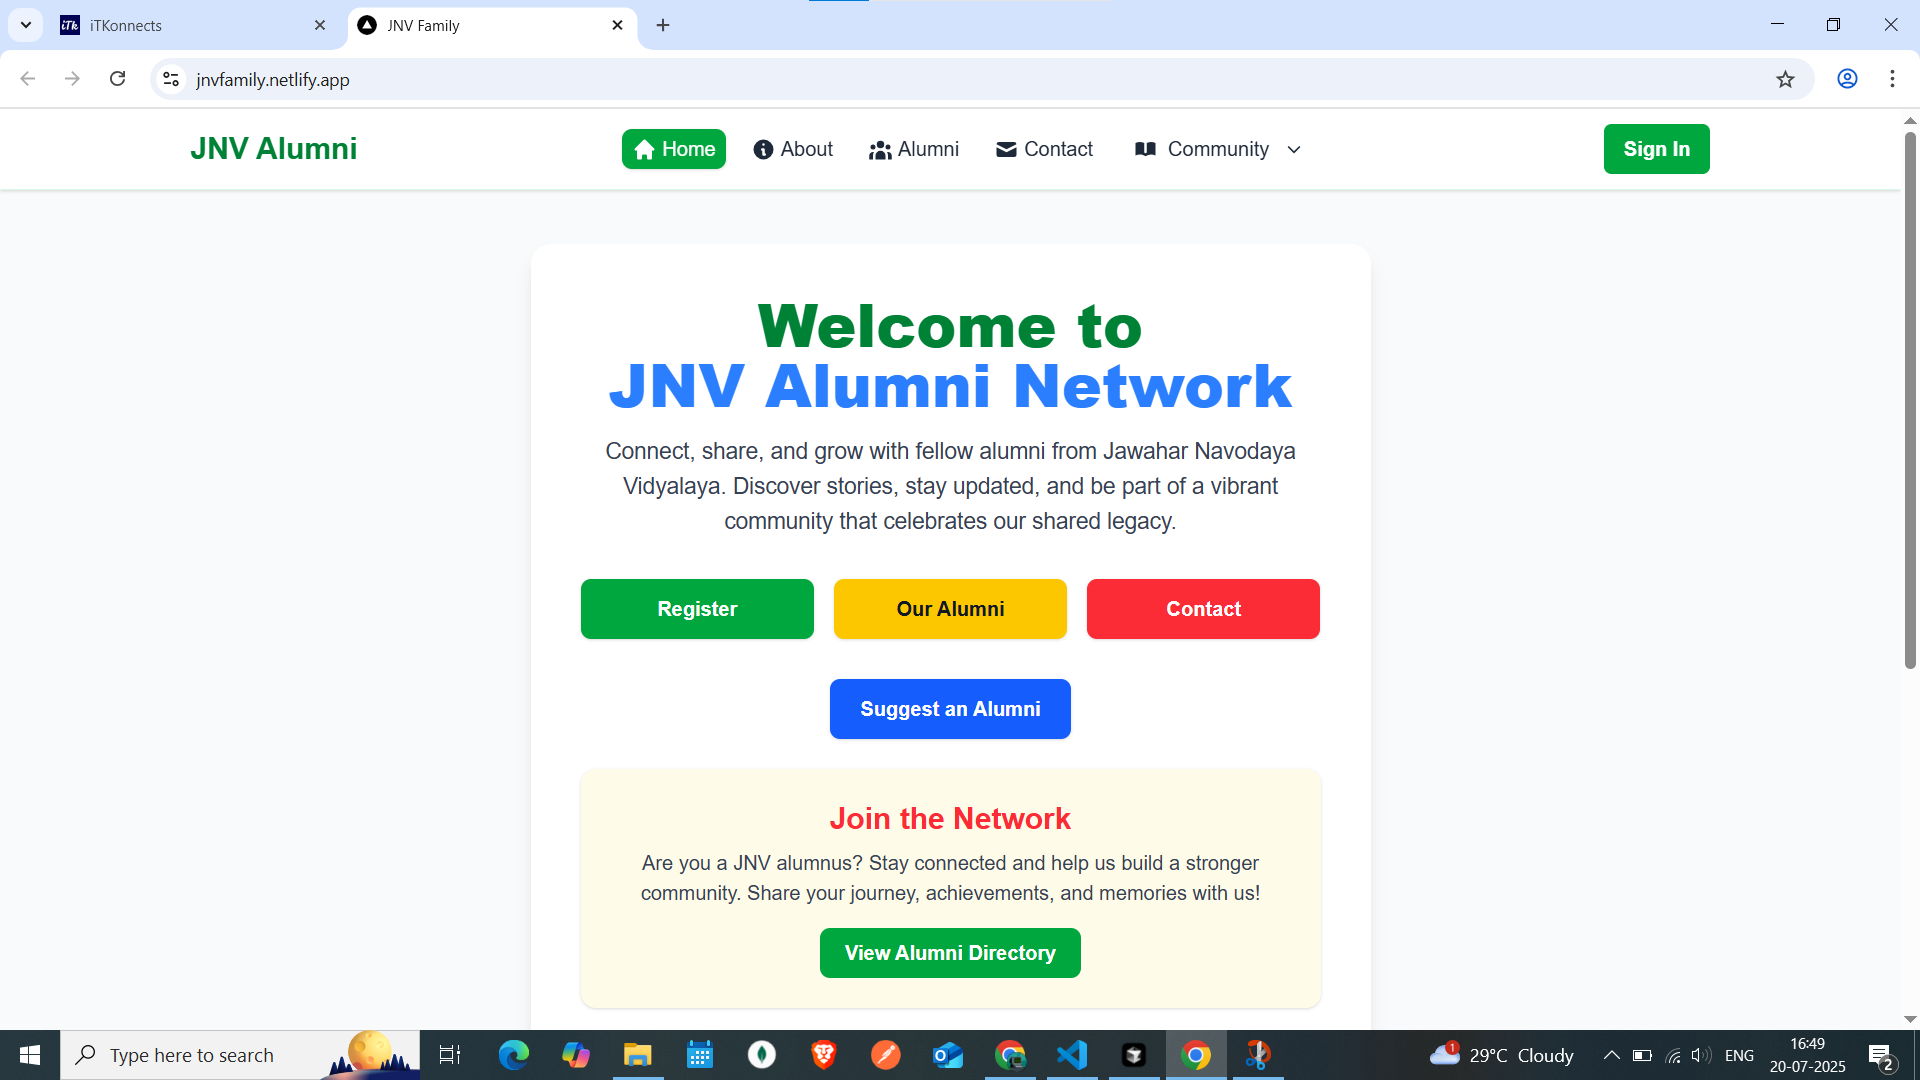 iTk iTKonnects
JNV Family
jnvfamily.netlify.app
JNV Alumni
Home
About
Alumni
Contact
Community
Sign In
Welcome to
JNV Alumni Network
Connect, share, and grow with fellow alumni from Jawahar Navodaya
Vidyalaya. Discover stories, stay updated, and be part of a vibrant
community that celebrates our shared legacy.
Register
Our Alumni
Contact
Suggest an Alumni
Join the Network
Are you a JNV alumnus? Stay connected and help us build a stronger
community. Share your journey, achievements, and memories with us!
View Alumni Directory
Type here to search
1
29°C Cloudy
ENG
16:49
20-07-2025
2